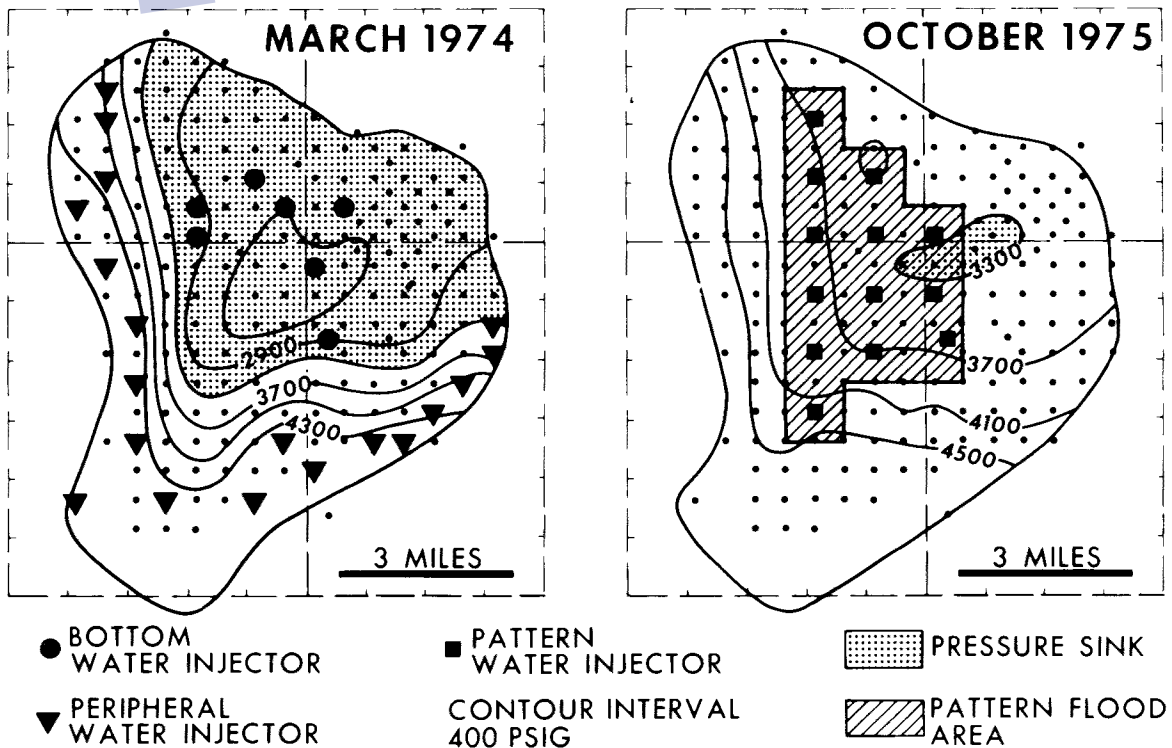 MARCH 1974
2900
3700
4300
3 MILES
OCTOBER 1975
3300
3700
4100
4500
3 MILES
BOTTOM
WATER INJECTOR
PERIPHERAL
WATER INJECTOR
PATTERN
WATER INJECTOR
CONTOUR INTERVAL
400 PSIG
PRESSURE SINK
PATTERN FLOOD
AREA